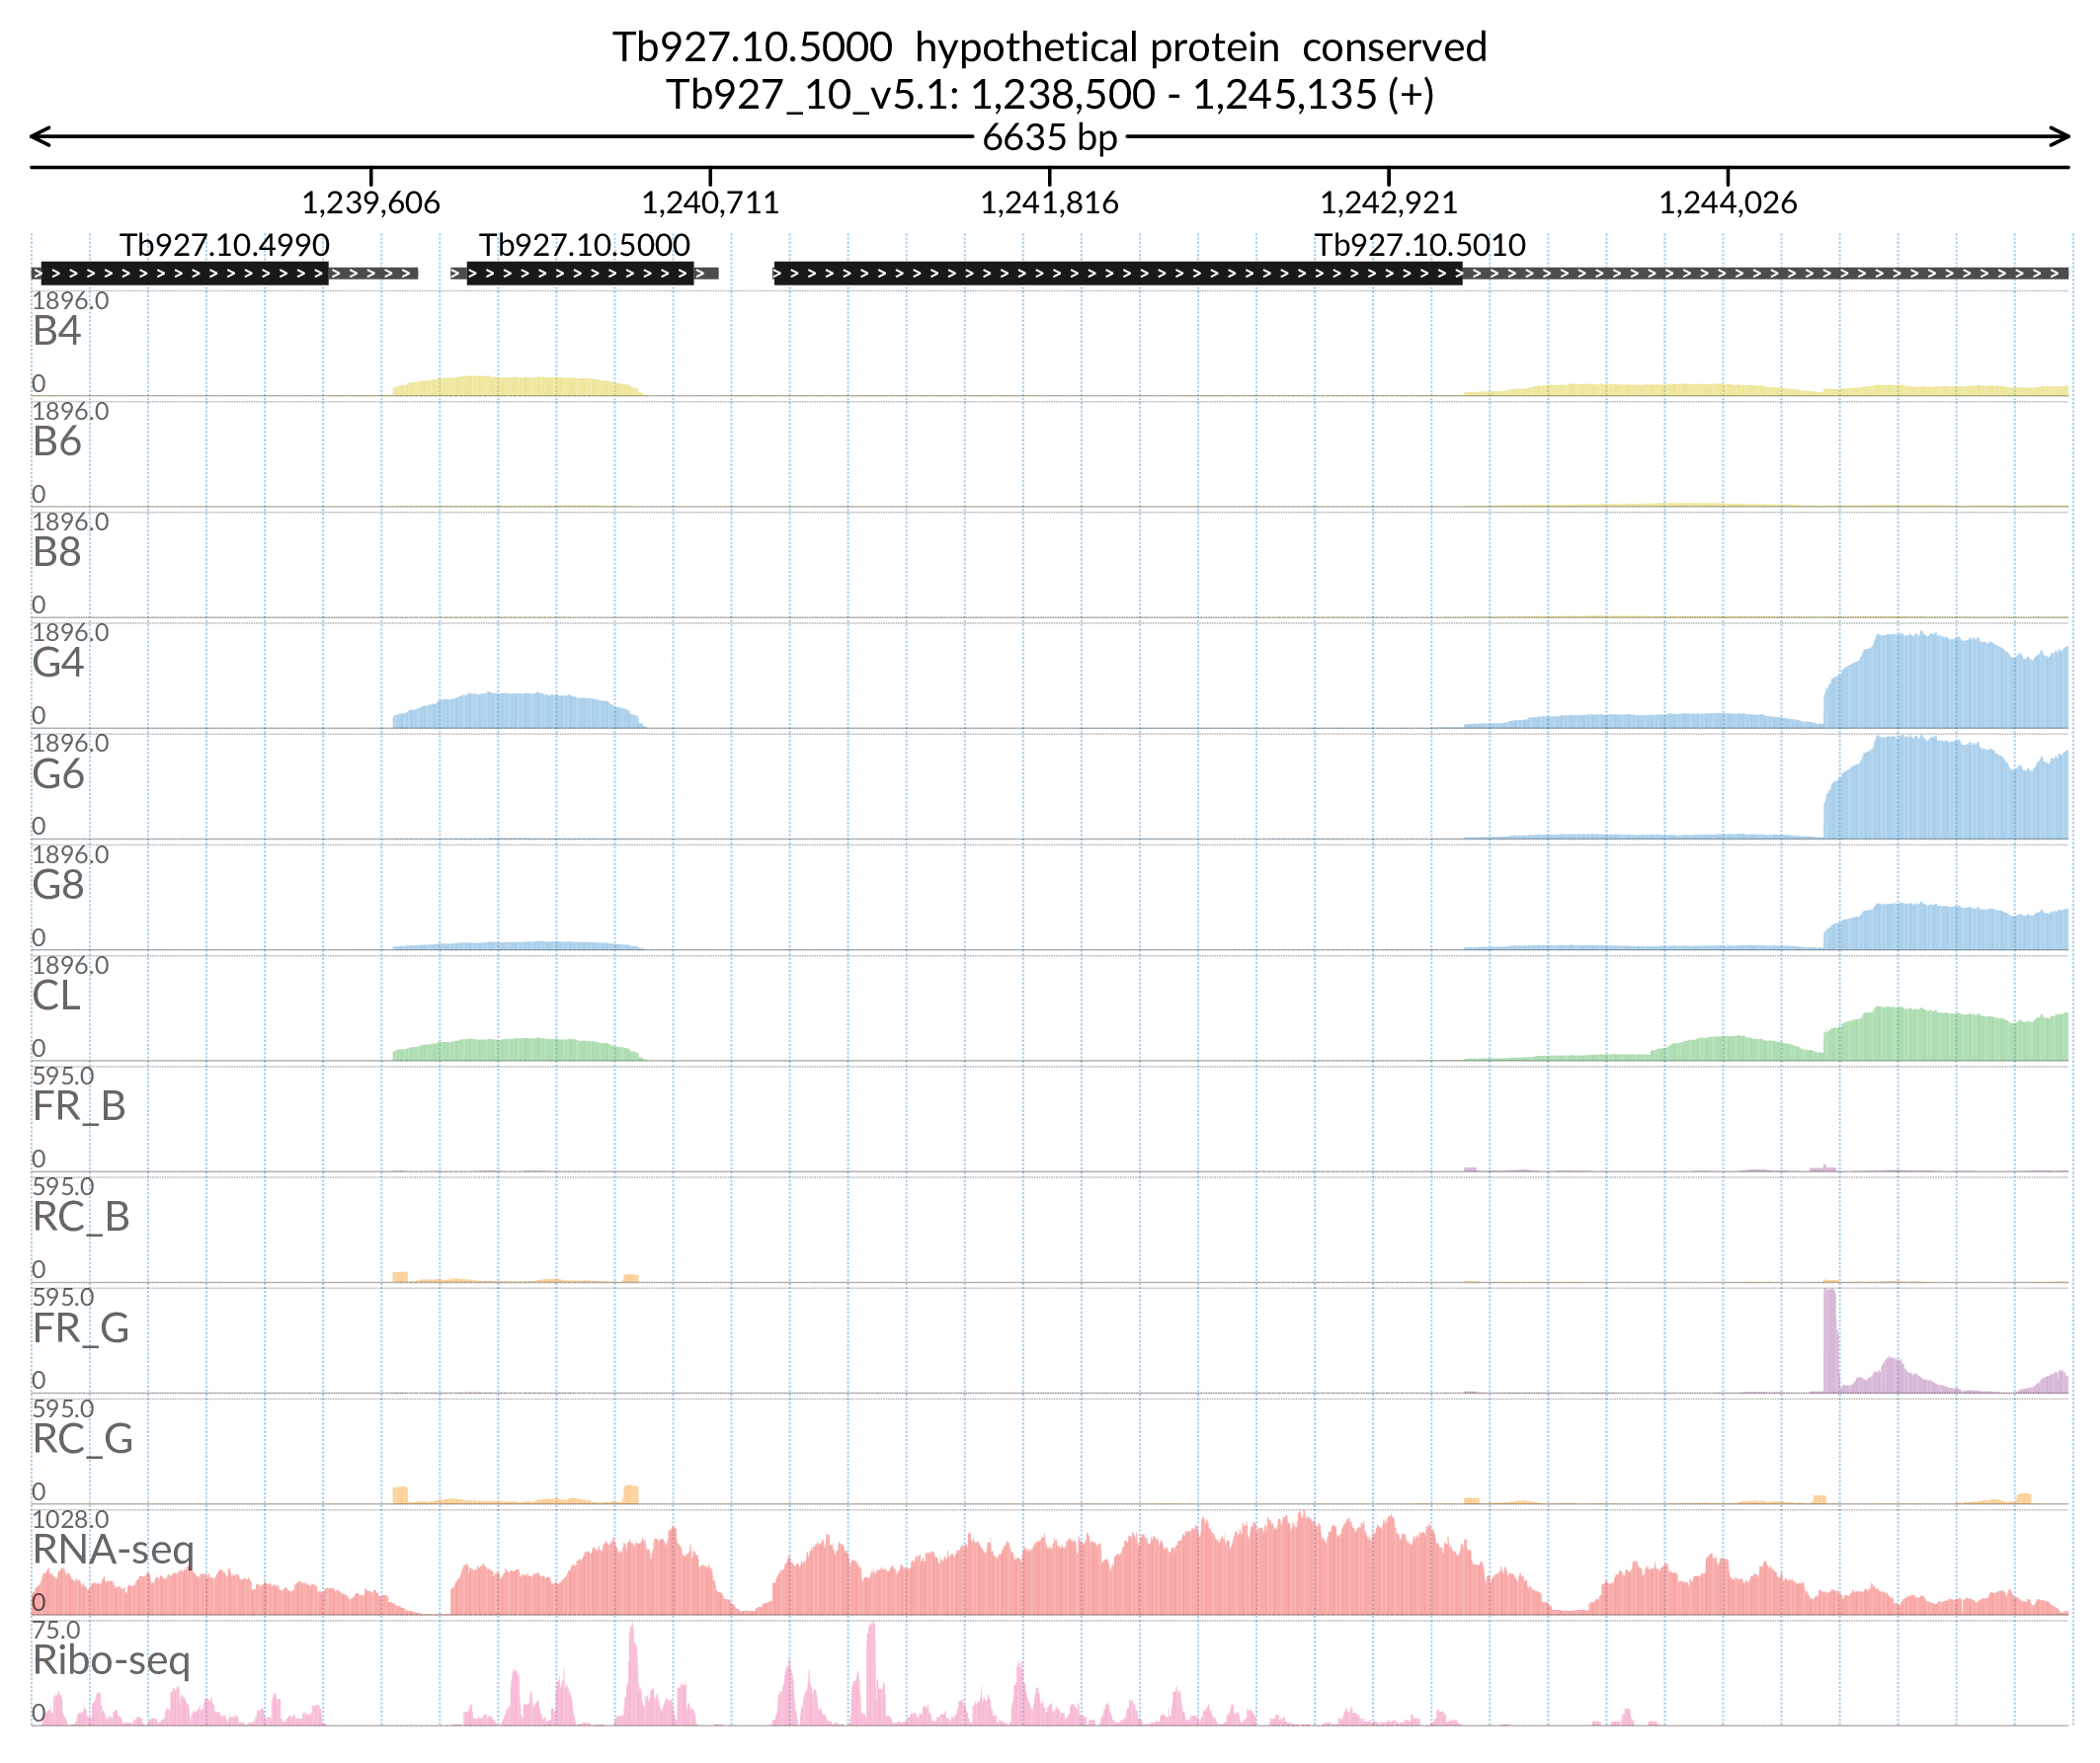 Tb927.10.5000  hypothetical protein  conserved
Tb927_10_v5.1: 1,238,500 - 1,245,135 (+)
6635 bp
1,239,606 1,240,711 1,241,816 1,242,921 1,244,026
Tb927.10.4990 Tb927.10.5000 Tb927.10.5010
1896.0
B4
0
1896.0
B6
0
1896.0
B8
0
1896.0
G4
0
1896.0
G6
0
1896.0
G8
0
1896.0
CL
0
595.0
FR_B
0
595.0
RC_B
0
595.0
FR_G
0
595.0
RC_G
0
1028.0
RNA-seq
0
75.0
Ribo-seq
0